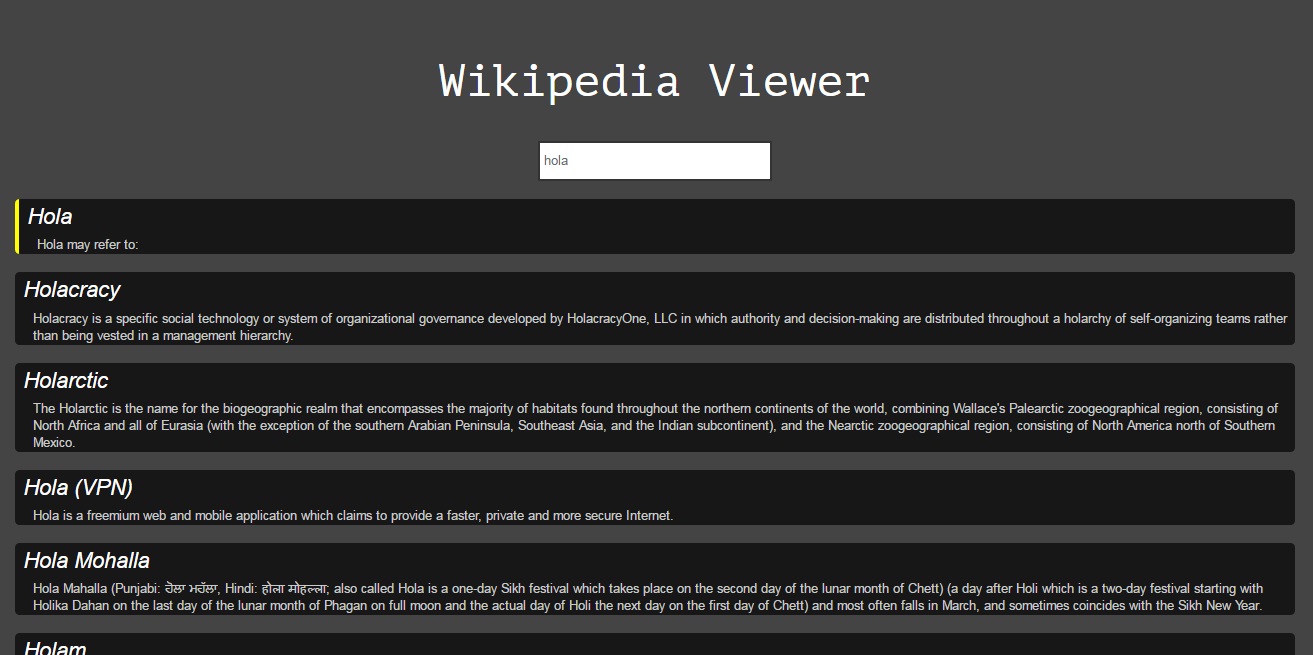 Wikipedia Viewer
hola
Hola
Hola may refer to:
Holacracy
Holacracy is a specific social technology or system of organizational governance developed by HolacracyOne, LLC in which authority and decision-making are distributed throughout a holarchy of self-organizing teams rather
than being vested in a management hierarchy.
Holarctic
The Holarctic is the name for the biogeographic realm that encompasses the majority of habitats found throughout the northern continents of the world, combining Wallace's Palearctic zoogeographical region, consisting of
North Africa and all of Eurasia (with the exception of the southern Arabian Peninsula, Southeast Asia, and the Indian subcontinent), and the Nearctic zoogeographical region, consisting of North America north of Southern
Mexico.
Hola (VPN)
Hola is a freemium web and mobile application which claims to provide a faster, private and more secure Internet.
Hola Mohalla
Hola Mahalla (Punjabi: ਹੋਲਾ ਮਹੱਲਾ, Hindi: होला मोहल्ला; also called Hola is a one-day Sikh festival which takes place on the second day of the lunar month of Chett) (a day after Holi which is a two-day festival starting with
Holika Dahan on the last day of the lunar month of Phagan on full moon and the actual day of Holi the next day on the first day of Chett) and most often falls in March, and sometimes coincides with the Sikh New Year.
Holam